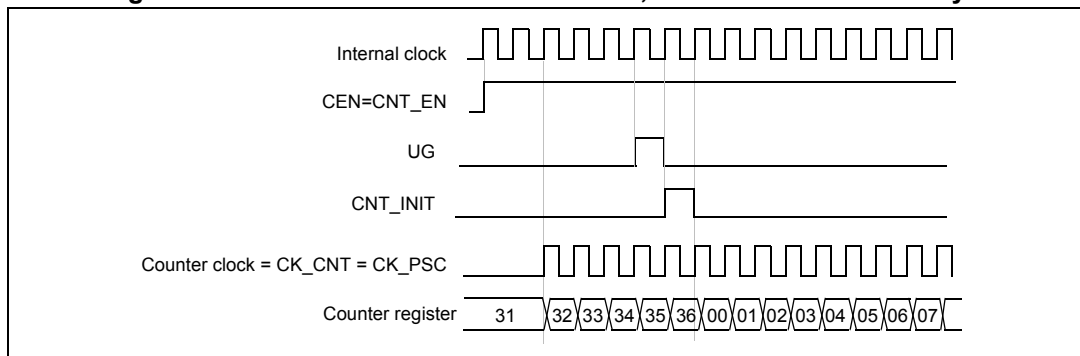 Internal clock
CEN=CNT_EN
UG
CNT_INIT
Counter clock = CK_CNT = CK_PSC
Counter register 31 32 33 34 35 36 00 01 02 03 04 05 06 07